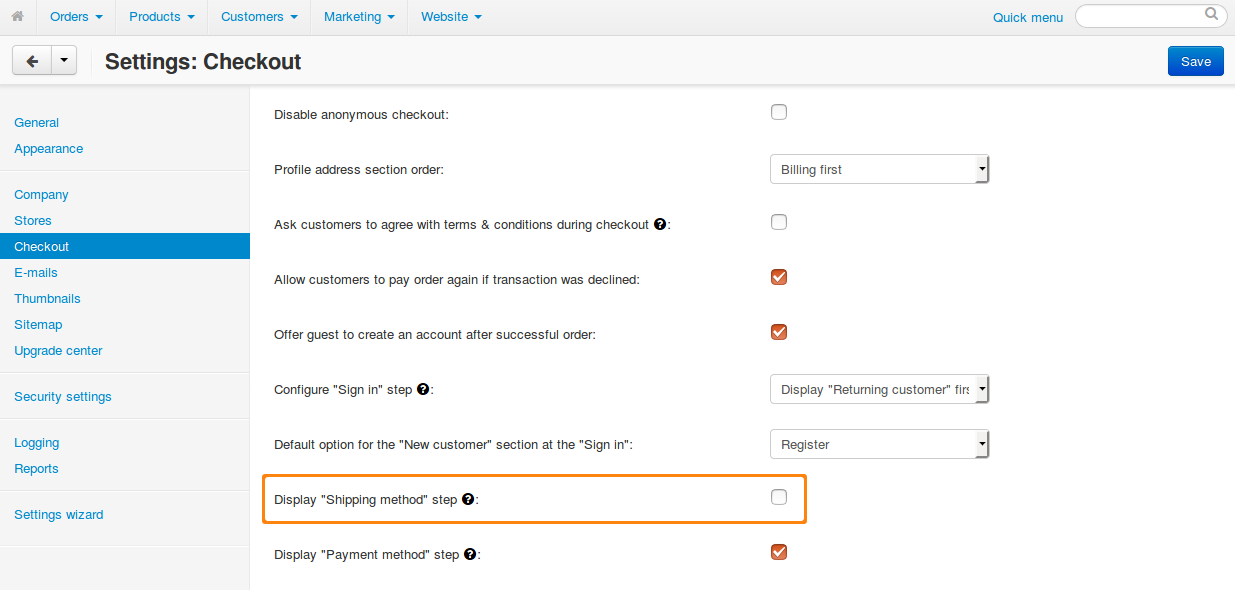 Orders Products Customers Marketing Website Quick menu
Settings: Checkout Save
General
Appearance
Company
Stores
Checkout
E-mails
Thumbnails
Sitemap
Upgrade center
Security settings
Logging
Reports
Settings wizard
Disable anonymous checkout:
Profile address section order: Billing first
Ask customers to agree with terms & conditions during checkout ?:
Allow customers to pay order again if transaction was declined:
Offer guest to create an account after successful order:
Configure "Sign in" step ?: Display "Returning customer" firs
Default option for the "New customer" section at the "Sign in": Register
Display "Shipping method" step ?:
Display "Payment method" step ?: